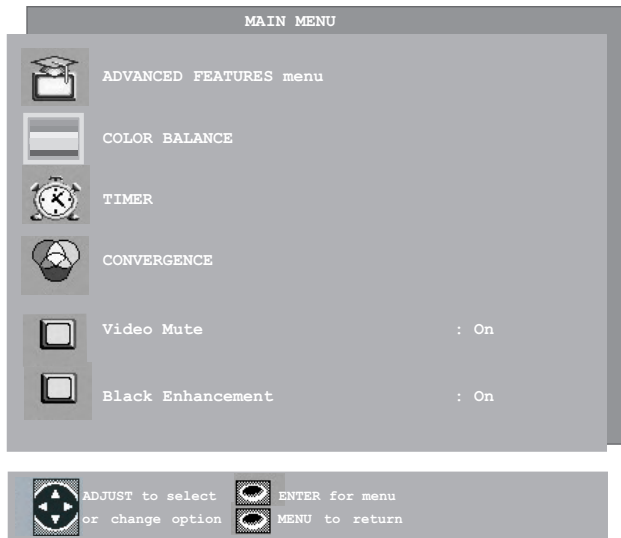 MAIN MENU
ADVANCED FEATURES menu
COLOR BALANCE
TIMER
CONVERGENCE
Video Mute : On
Black Enhancement : On
ADJUST to select ENTER for menu
or change option MENU to return